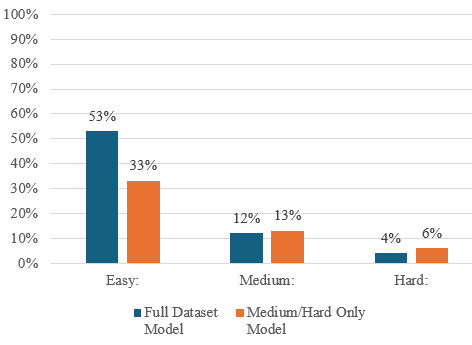 100%
90%
80%
70%
60%
50%
40%
30%
20%
10%
0%
53%
33%
12%
13%
4%
6%
Easy:
Medium:
Hard:
Full Dataset
Model
Medium/Hard Only
Model